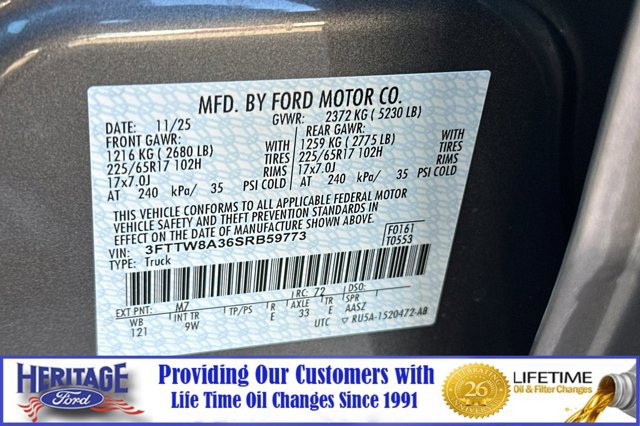 MFD. BY FORD MOTOR CO.
DATE: 11/25 GVWR: 2372 KG ( 5230 LB)
FRONT GAWR: REAR GAWR:
1216 KG ( 2680 LB) WITH 1259 KG ( 2775 LB) WITH
225/65R17 102H TIRES 225/65R17 102H TIRES
17x7.0J RIMS 17x7.0J RIMS
AT 240 kPa/ 35 PSI COLD AT 240 kPa/ 35 PSI COLD
THIS VEHICLE CONFORMS TO ALL APPLICABLE FEDERAL MOTOR
VEHICLE SAFETY AND THEFT PREVENTION STANDARDS IN
EFFECT ON THE DATE OF MANUFACTURE SHOWN ABOVE.
VIN: 3FTTW8A36SRB59773 F0161
TYPE: Truck T0553
EXT PNT: M7 RC: 72 DSO:
WB INT TR TP/PS R AXLE TR SPR
121 9W E 33 E AASZ
UTC ▽ RU5A-1520472-AB
HERITAGE
Ford
Providing Our Customers with
Life Time Oil Changes Since 1991
26
LIFETIME
Oil & Filter Changes